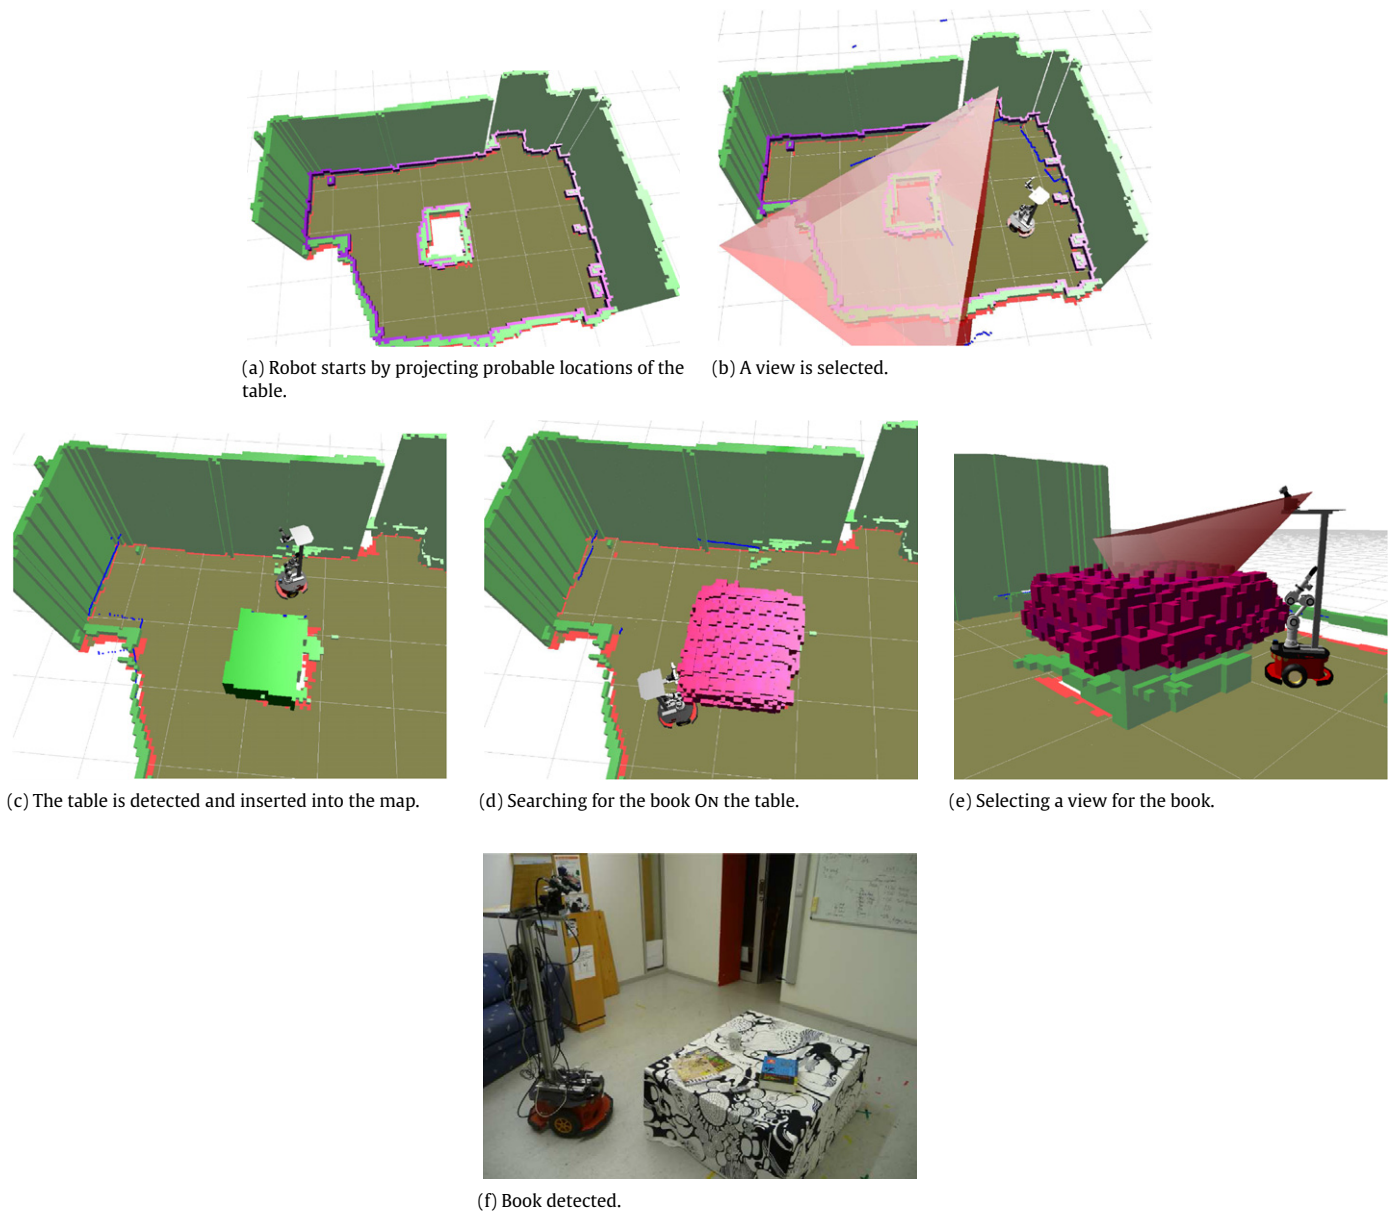 (a) Robot starts by projecting probable locations of the
table.
(b) A view is selected.
(c) The table is detected and inserted into the map.
(d) Searching for the book ON the table.
(e) Selecting a view for the book.
(f) Book detected.